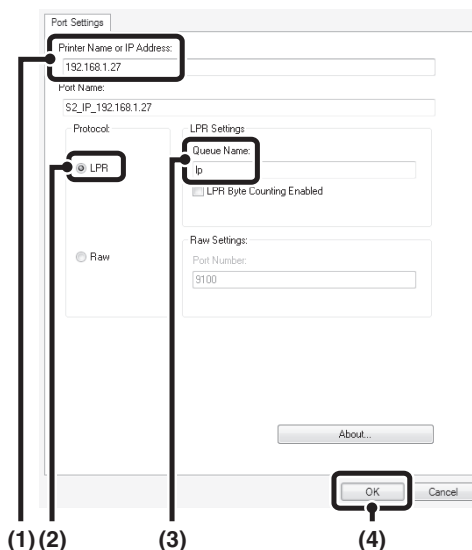 Port Settings
Printer Name or IP Address:
192.168.1.27
Port Name:
S2_IP_192.168.1.27
Protocol:
LPR Settings
Queue Name:
LPR
lp
LPR Byte Counting Enabled
Raw Settings:
Raw
Port Number:
9100
About...
OK
Cancel
(1) (2) (3) (4)